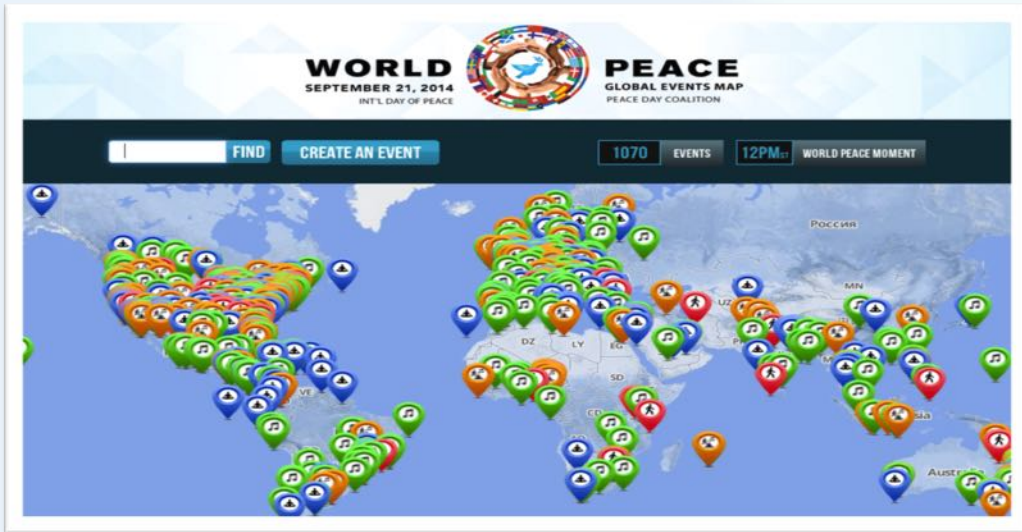 WORLD
SEPTEMBER 21, 2014
INT'L DAY OF PEACE
PEACE
GLOBAL EVENTS MAP
PEACE DAY COALITION
FIND
CREATE AN EVENT
1070 EVENTS
12PM ST WORLD PEACE MOMENT
РОССИЯ
MN
UZ
DZ
LY
EG
SD
VE
CD